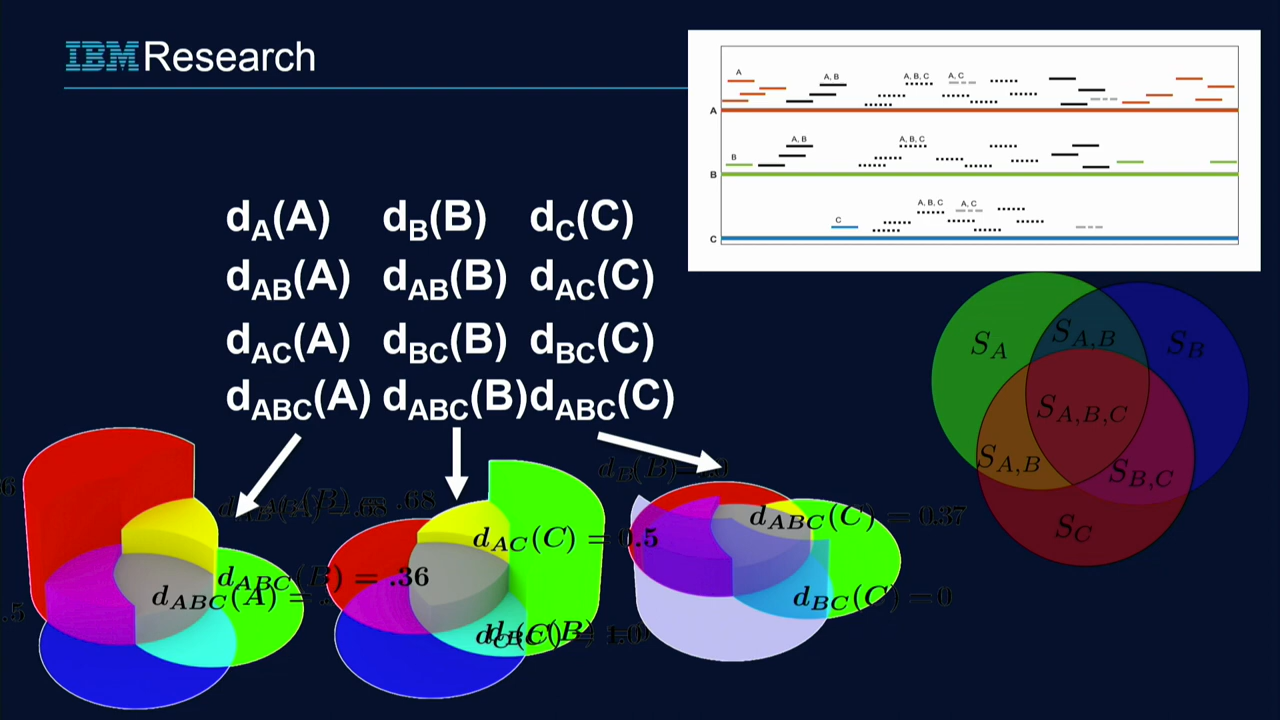 IBM Research
A
A, B
A, B, C
A, C
A
A, B
A, B, C
B
B
A, B, C
A, C
C
C
dA(A) dB(B) dC(C)
dAB(A) dAB(B) dAC(C)
dAC(A) dBC(B) dBC(C)
dABC(A) dABC(B) dABC(C)
SA
SA,B
SB
SA,B,C
SA,B
SB,C
SC
.68
dABC(C) = 0.37
dAC(C) = 0.5
dABC(B) = .36
dABC(A) =
.5
dBC(C) = 0